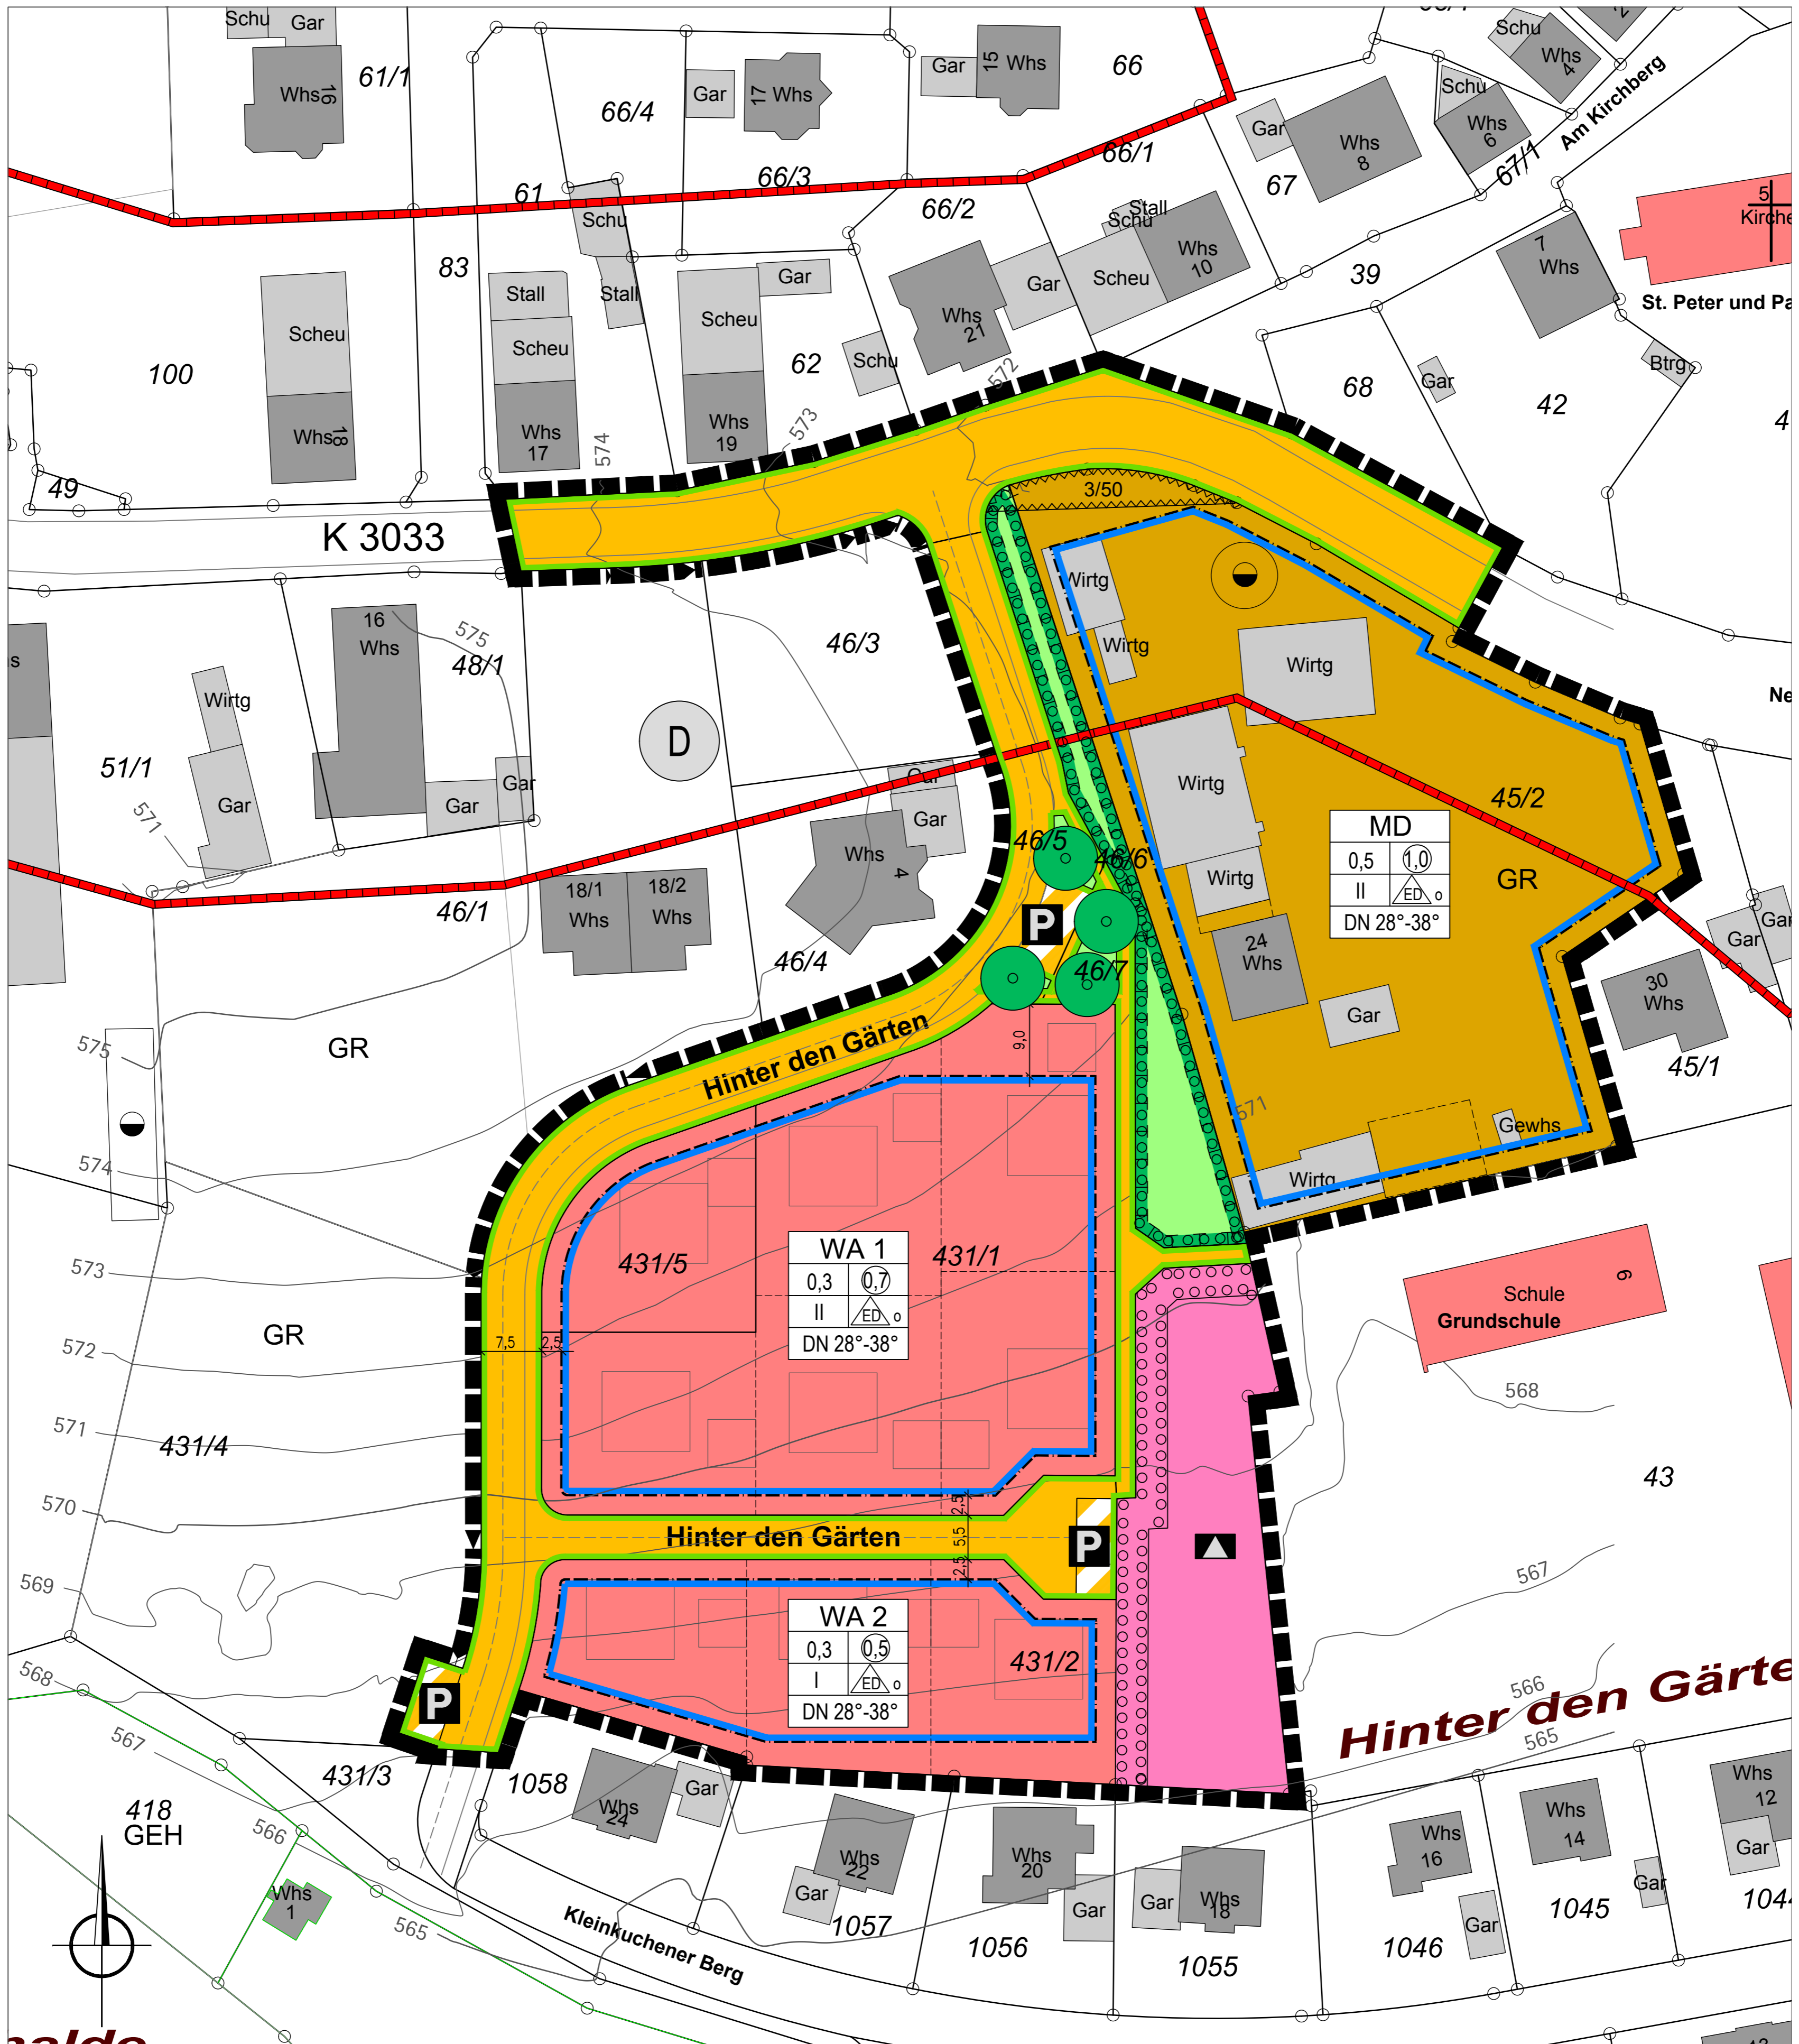 Schu
Gar
Whs
16
61/1
66/4
Gar
17
Whs
Gar
15
Whs
66
Schu
Whs
4
Schu
Whs
6
Am Kirchberg
67/1
Gar
Whs
8
66/1
67
66/3
61
66/2
Schu
Stall
Schu
Whs
10
5
Kirche
7
Whs
St. Peter und Pa
83
39
Stall
Stall
Gar
Gar
Scheu
Scheu
Scheu
Scheu
Whs
21
62
Schu
572
100
68
Gar
42
Btrg
4
Whs
18
Whs
17
574
Whs
19
573
49
K 3033
3/50
16
Whs
575
48/1
46/3
Wirtg
Wirtg
Wirtg
s
Wirtg
D
Ne
51/1
571
Gar
Gar
Gar
Gar
Gar
Wirtg
45/2
46/5
46/6
MD
0,5
1,0
II
ED
o
DN 28°-38°
GR
Whs
4
Wirtg
18/1
Whs
18/2
Whs
46/1
P
24
Whs
Gar
Gar
46/4
46/7
30
Whs
Gar
9,0
575
GR
Hinter den Gärten
45/1
571
Gewhs
574
Wirtg
573
431/5
WA 1
0,3
0,7
II
ED
o
DN 28°-38°
431/1
Schule
6
Grundschule
GR
572
7,5
2,5
568
571
431/4
43
570
2,5
Hinter den Gärten
5,5
2,5
P
569
567
WA 2
0,3
0,5
I
ED
o
DN 28°-38°
431/2
568
P
566
Hinter den Gärte
565
567
431/3
1058
418
GEH
566
Whs
24
Gar
Whs
22
Whs
20
Whs
16
Whs
14
Whs
12
Gar
Whs
1
Gar
Gar
Gar
Whs
18
Gar
Gar
565
Kleinkuchener Berg
1057
1056
1055
1046
1045
1044